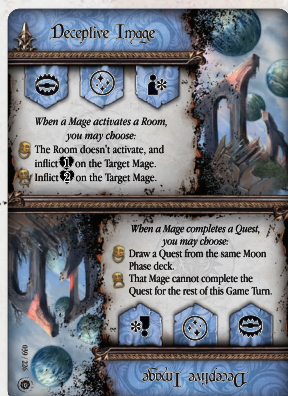 Deceptive Image
When a Mage activates a Room,
you may choose:
The Room doesn't activate, and
inflict 1 on the Target Mage.
Inflict 2 on the Target Mage.
When a Mage completes a Quest,
you may choose:
Draw a Quest from the same Moon
Phase deck.
That Mage cannot complete the
Quest for the rest of this Game Turn.
Deceptive Image